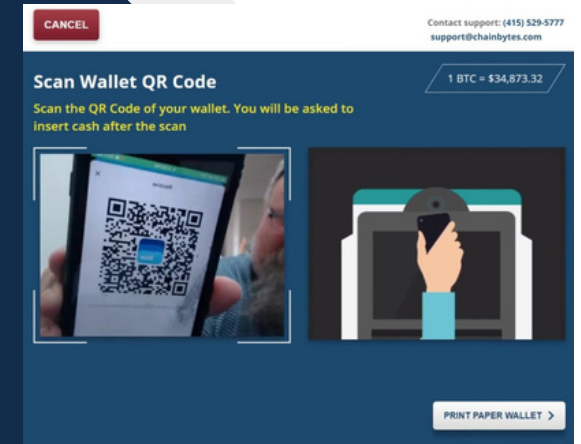 CANCEL
Contact support: (415) 529-5777
support@chainbytes.com
Scan Wallet QR Code
1 BTC = $34,873.32
Scan the QR Code of your wallet. You will be asked to
insert cash after the scan
PRINT PAPER WALLET >